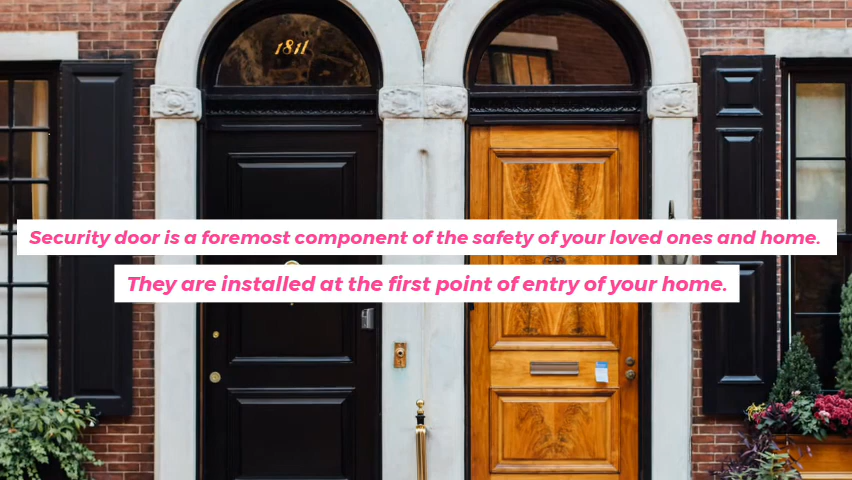 1811
Security door is a foremost component of the safety of your loved ones and home.
They are installed at the first point of entry of your home.